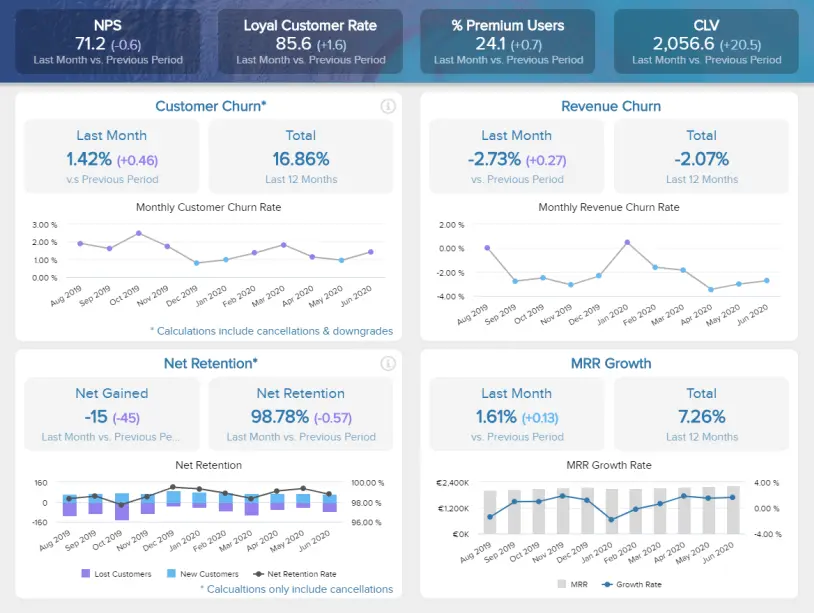 NPS
71.2 (-0.6)
Last Month vs. Previous Period
Loyal Customer Rate
85.6 (+1.6)
Last Month vs. Previous Period
% Premium Users
24.1 (+0.7)
Last Month vs. Previous Period
CLV
2,056.6 (+20.5)
Last Month vs. Previous Period
Customer Churn*
Last Month
1.42% (+0.46)
v.s Previous Period
Total
16.86%
Last 12 Months
Monthly Customer Churn Rate
3.00 %
2.00 %
1.00 %
0.00 %
Aug 2019
Sep 2019
Oct 2019
Nov 2019
Dec 2019
Jan 2020
Feb 2020
Mar 2020
Apr 2020
May 2020
Jun 2020
* Calculations include cancellations & downgrades
Revenue Churn
Last Month
-2.73% (+0.27)
vs. Previous Period
Total
-2.07%
Last 12 Months
Monthly Revenue Churn Rate
2.00 %
0.00 %
-2.00 %
-4.00 %
Aug 2019
Sep 2019
Oct 2019
Nov 2019
Dec 2019
Jan 2020
Feb 2020
Mar 2020
Apr 2020
May 2020
Jun 2020
Net Retention*
Net Gained
-15 (-45)
Last Month vs. Previous Pe...
Net Retention
98.78% (-0.57)
Last Month vs. Previous Period
Net Retention
160
0
-160
100.00 %
98.00 %
96.00 %
Aug 2019
Sep 2019
Oct 2019
Nov 2019
Dec 2019
Jan 2020
Feb 2020
Mar 2020
Apr 2020
May 2020
Jun 2020
Lost Customers
New Customers
Net Retention Rate
* Calcualtions only include cancellations
MRR Growth
Last Month
1.61% (+0.13)
vs. Previous Period
Total
7.26%
Last 12 Months
MRR Growth Rate
€2,400K
€1,200K
€0K
4.00 %
0.00 %
-4.00 %
Aug 2019
Sep 2019
Oct 2019
Nov 2019
Dec 2019
Jan 2020
Feb 2020
Mar 2020
Apr 2020
May 2020
Jun 2020
MRR
Growth Rate